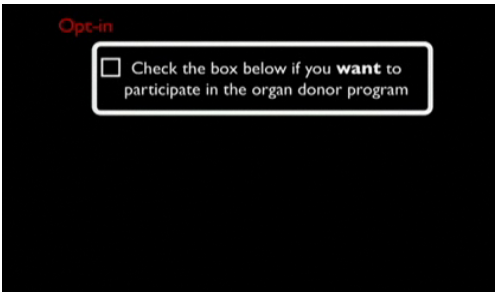 Opt-in
Check the box below if you want to
participate in the organ donor program